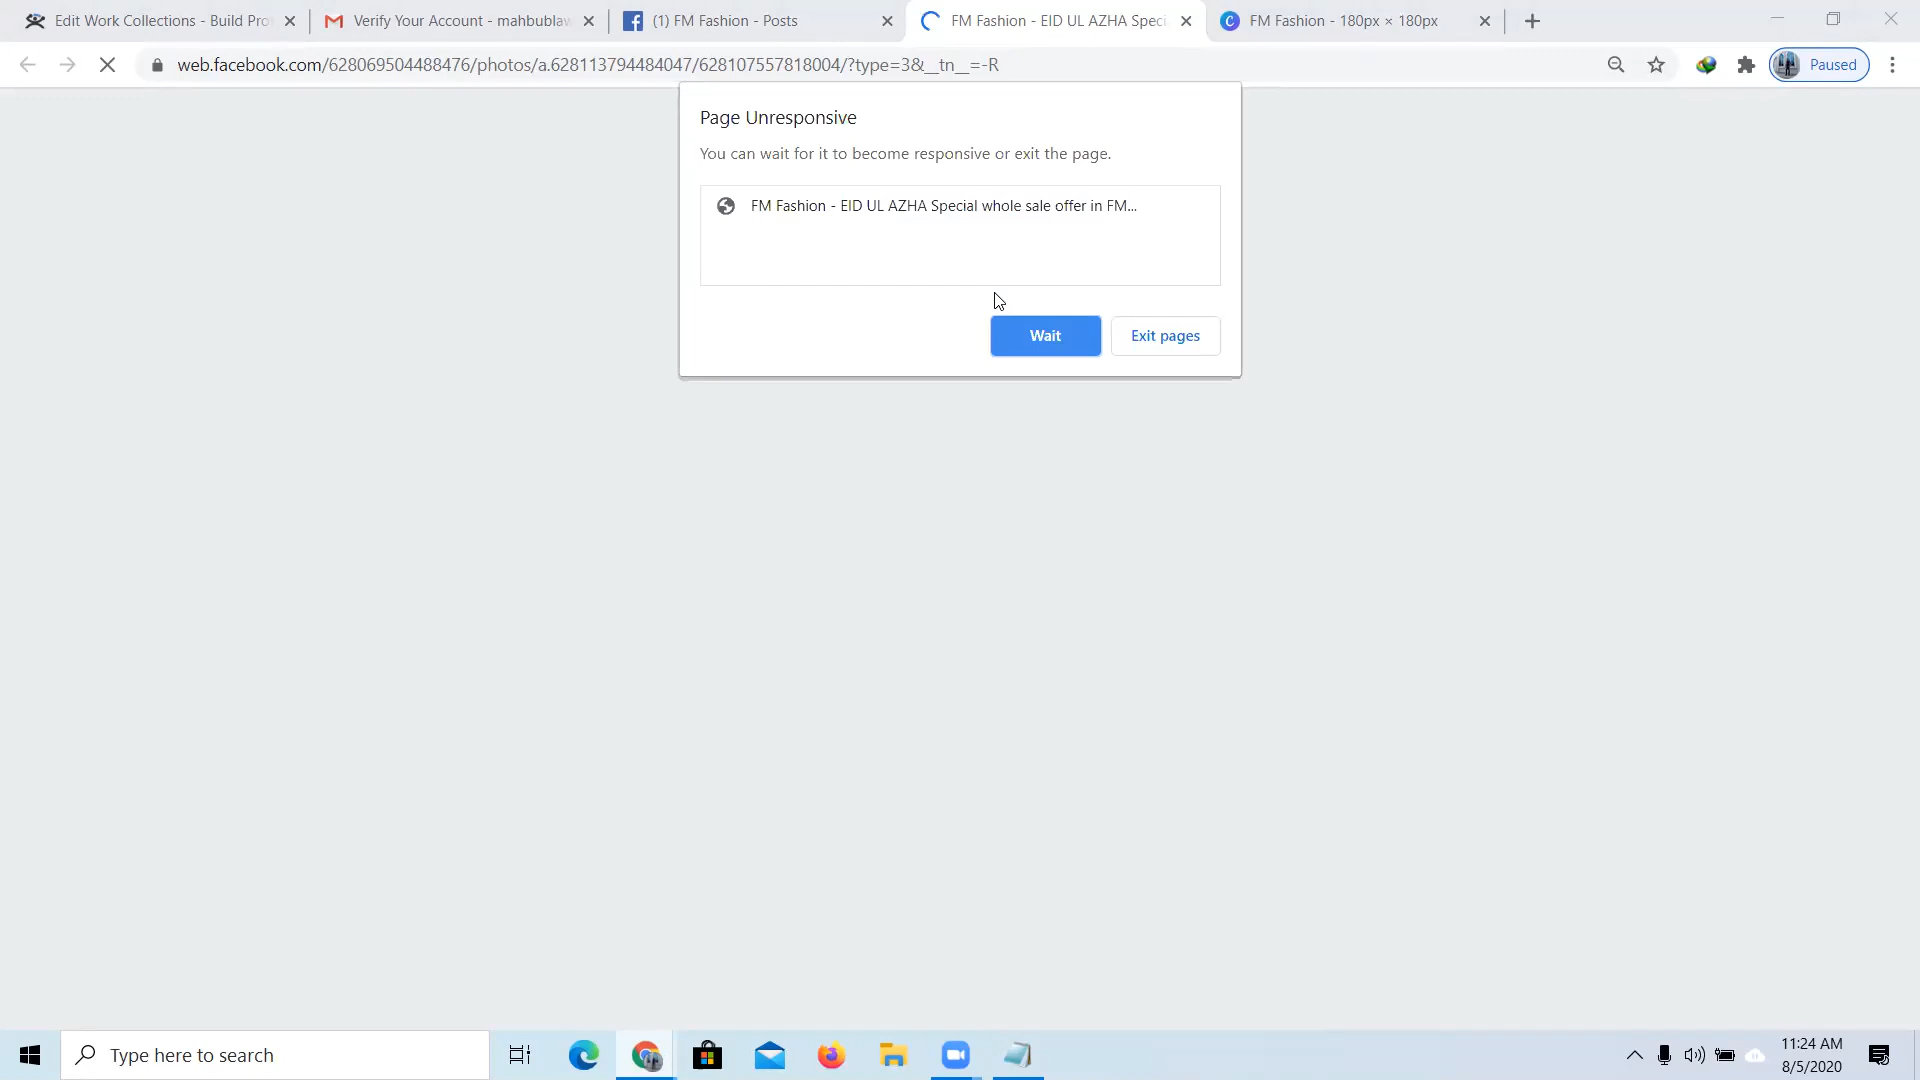 Edit Work Collections - Build Pro
Verify Your Account - mahbublaw
(1) FM Fashion - Posts
FM Fashion - EID UL AZHA Speci
FM Fashion - 180px × 180px
web.facebook.com/628069504488476/photos/a.628113794484047/628107557818004/?type=3&__tn__=-R
Paused
Page Unresponsive
You can wait for it to become responsive or exit the page.
FM Fashion - EID UL AZHA Special whole sale offer in FM...
Wait
Exit pages
Type here to search
11:24 AM
8/5/2020